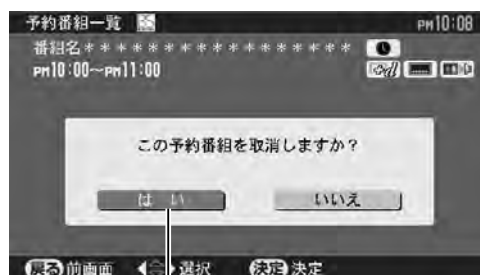 予約番組一覧 PM10:08
番組名****************
PM10:00~PM11:00
この予約番組を取消しますか?
はい いいえ
戻る 前画面 選択 決定 決定